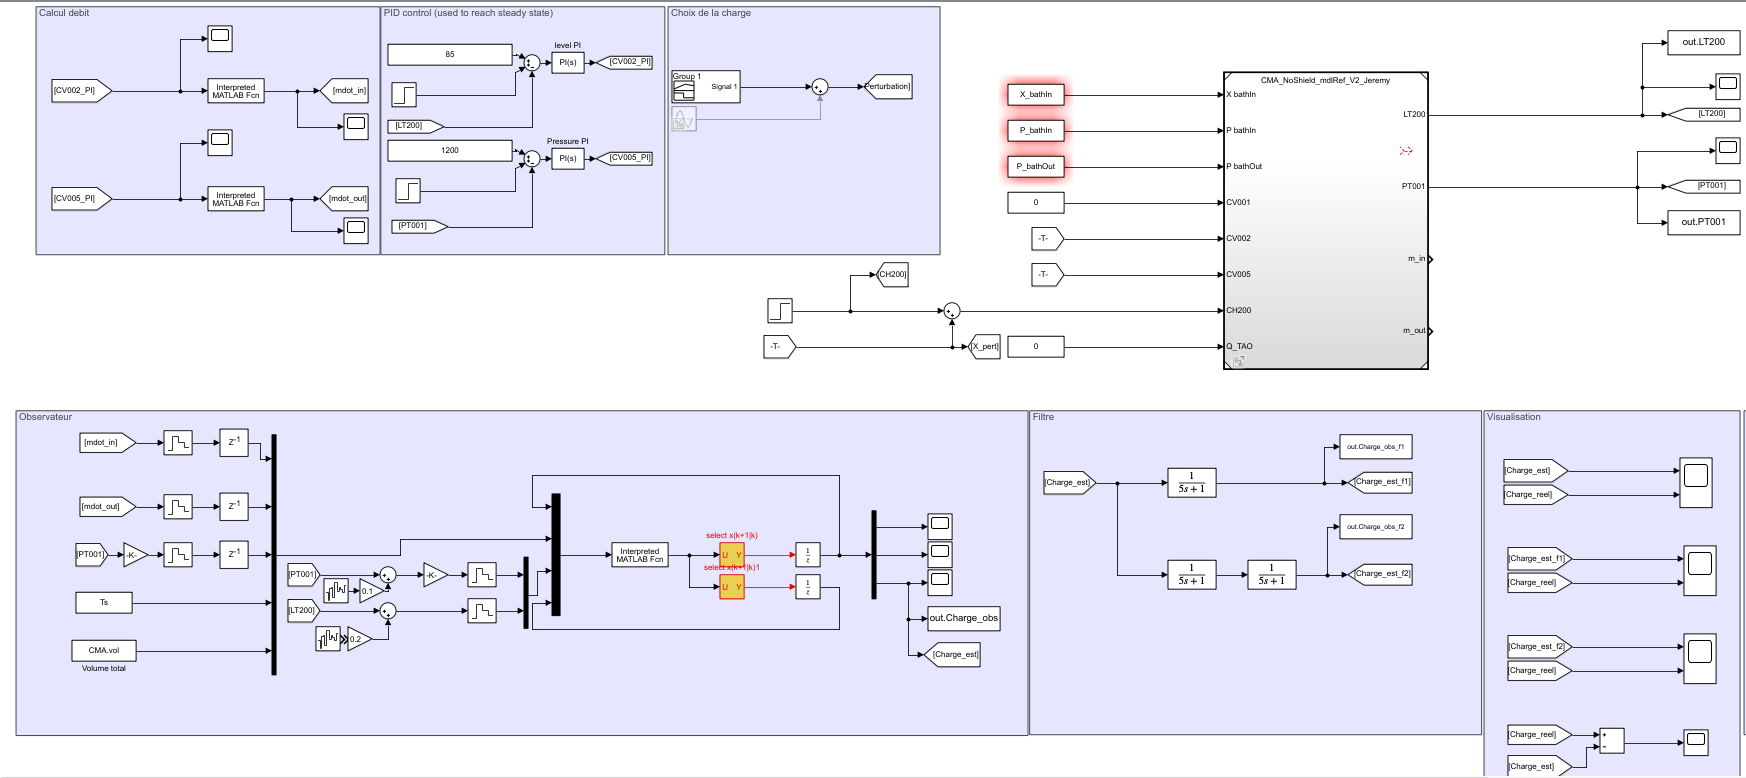 Calcul debit
[CV002_PI]
Interpreted
MATLAB Fcn
[mdot_in]
[CV005_PI]
Interpreted
MATLAB Fcn
[mdot_out]
PID control (used to reach steady state)
85
level PI
PI(s)
[CV002_PI]
[LT200]
1200
Pressure PI
PI(s)
[CV005_PI]
[PT001]
Choix de la charge
Group 1
Signal 1
Perturbation]
[CH200]
-T-
[X_pert]
X_bathIn
P_bathIn
P_bathOut
0
-T-
-T-
0
CMA_NoShield_mdlRef_V2_Jeremy
X bathIn
P bathIn
P bathOut
CV001
CV002
CV005
CH200
Q_TAO
LT200
PT001
m_in
m_out
out.LT200
[LT200]
[PT001]
out.PT001
Observateur
[mdot_in]
Z-1
[mdot_out]
Z-1
[PT001]
-K-
Z-1
Ts
CMA.vol
Volume total
[PT001]
0.1
-K-
[LT200]
0.2
Interpreted
MATLAB Fcn
select x(k+1|k)
U Y
1
z
select x(k+1|k)1
U Y
1
z
out.Charge_obs
[Charge_est]
Filtre
[Charge_est]
1
5s + 1
out.Charge_obs_f1
[Charge_est_f1]
1
5s + 1
1
5s + 1
out.Charge_obs_f2
[Charge_est_f2]
Visualisation
[Charge_est]
[Charge_reel]
[Charge_est_f1]
[Charge_reel]
[Charge_est_f2]
[Charge_reel]
[Charge_reel]
[Charge_est]